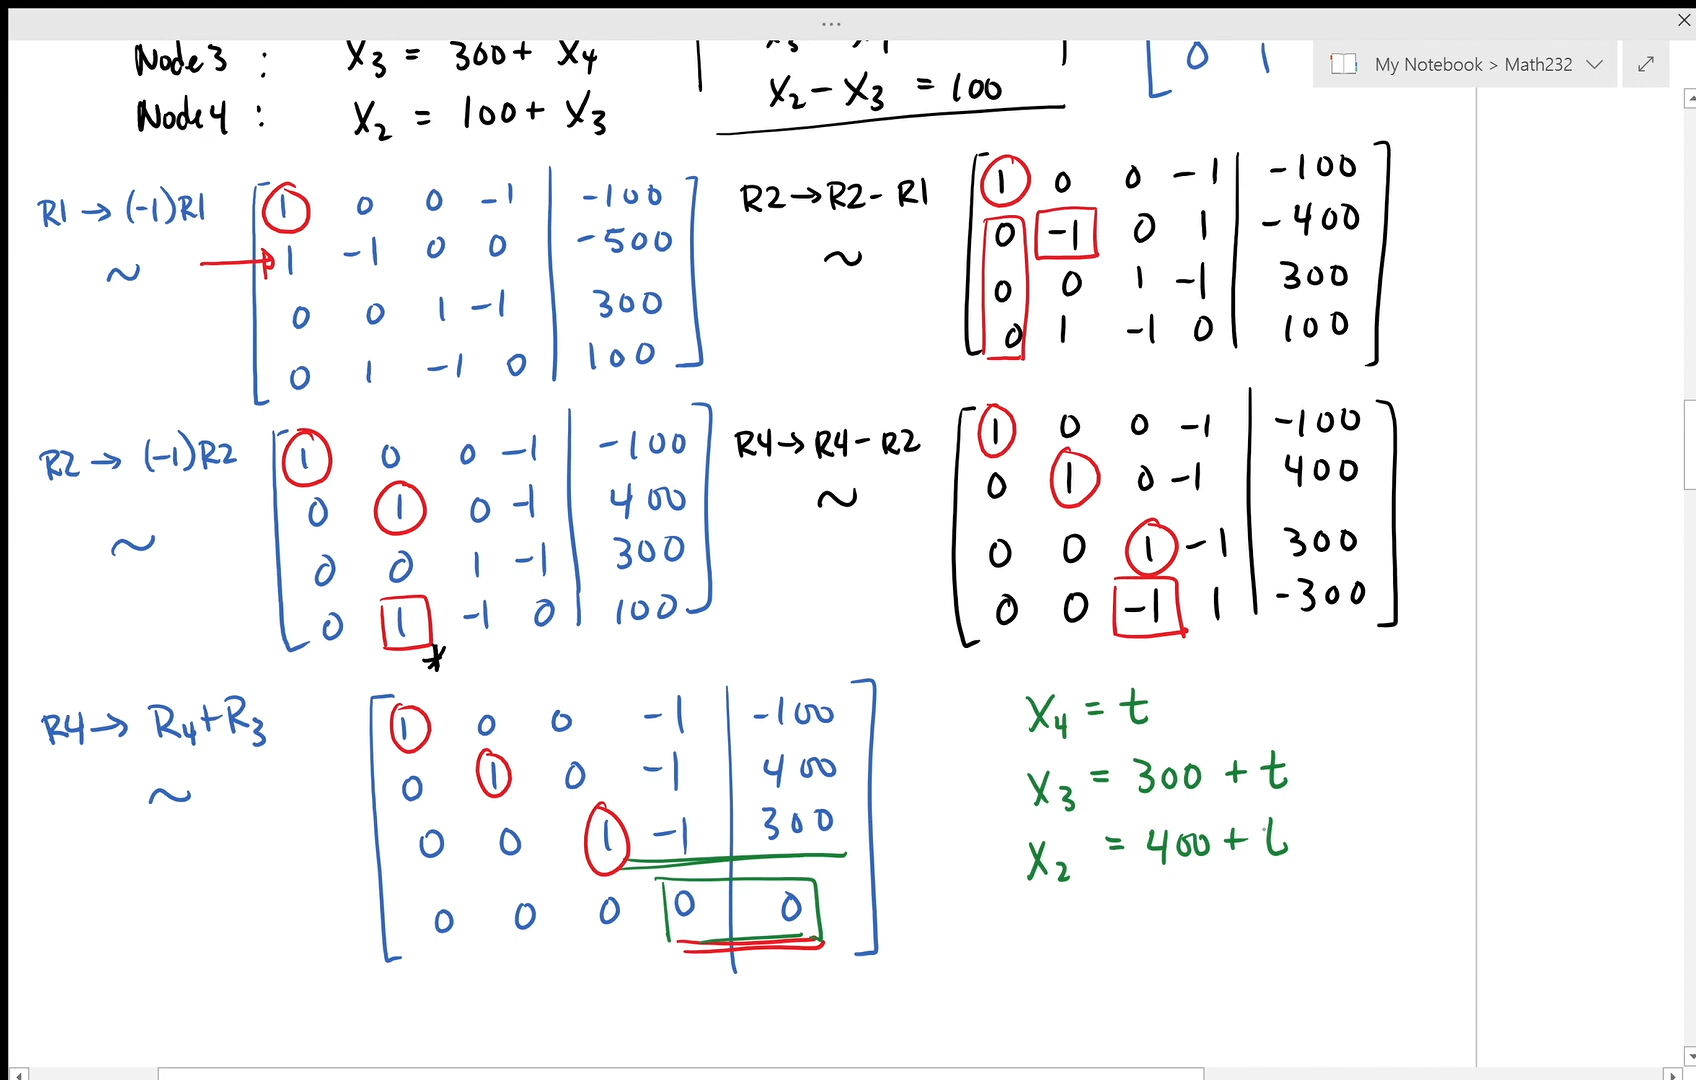 Node3 : X3 = 300 + X4
X2 - X3 = 100
0 1
My Notebook > Math232
Node4 : X2 = 100 + X3
R1 → (-1)R1
~
1 0 0 -1 | -100
1 -1 0 0 | -500
0 0 1 -1 | 300
0 1 -1 0 | 100
R2 → R2 - R1
~
1 0 0 -1 | -100
0 -1 0 1 | -400
0 0 1 -1 | 300
0 1 -1 0 | 100
R2 → (-1)R2
~
1 0 0 -1 | -100
0 1 0 -1 | 400
0 0 1 -1 | 300
0 1 -1 0 | 100
*
R4 → R4 - R2
~
1 0 0 -1 | -100
0 1 0 -1 | 400
0 0 1 -1 | 300
0 0 -1 1 | -300
R4 → R4 + R3
~
1 0 0 -1 | -100
0 1 0 -1 | 400
0 0 1 -1 | 300
0 0 0 0 | 0
X4 = t
X3 = 300 + t
X2 = 400 + t